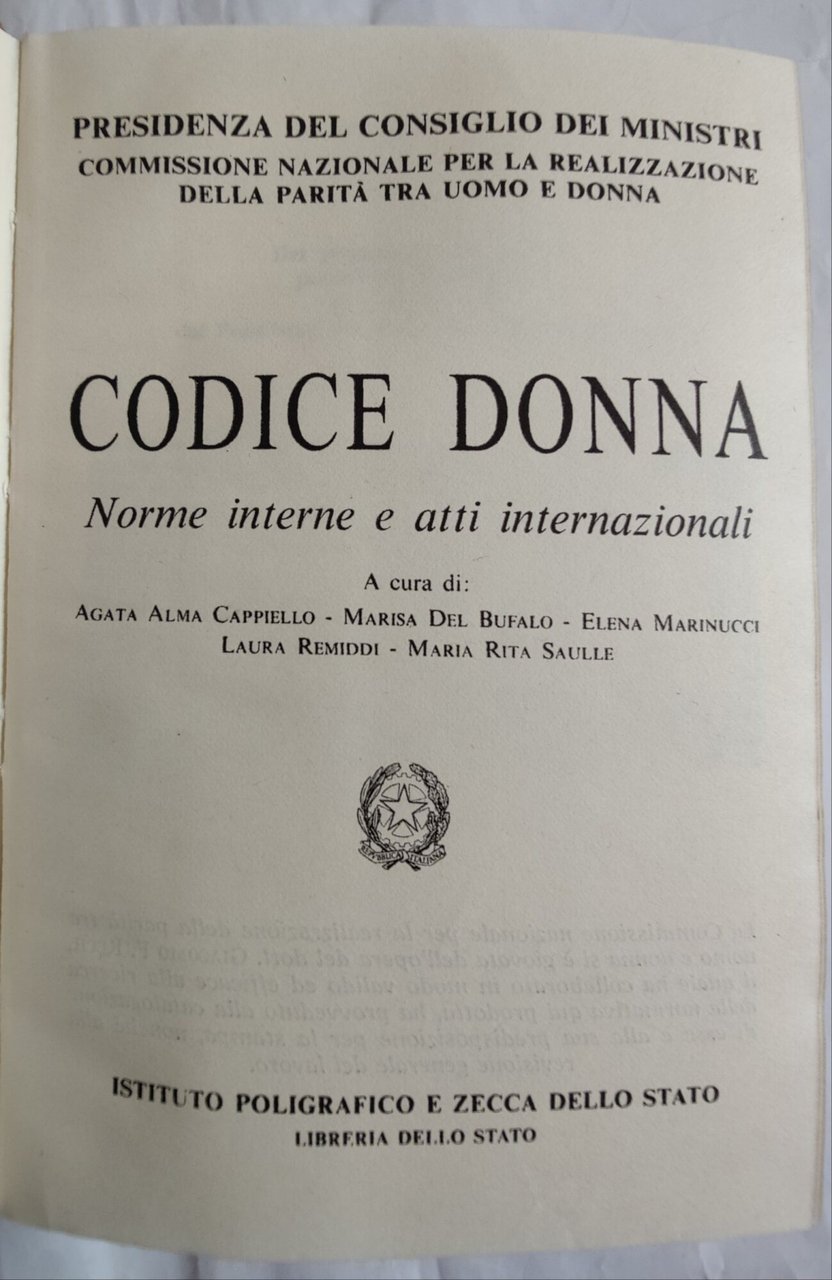 PRESIDENZA DEL CONSIGLIO DEI MINISTRI
COMMISSIONE NAZIONALE PER LA REALIZZAZIONE
DELLA PARITÀ TRA UOMO E DONNA
CODICE DONNA
Norme interne e atti internazionali
A cura di:
AGATA ALMA CAPPIELLO - MARISA DEL BUFALO - ELENA MARINUCCI
LAURA REMIDDI - MARIA RITA SAULLE
REPVBBLICA ITALIANA
ISTITUTO POLIGRAFICO E ZECCA DELLO STATO
LIBRERIA DELLO STATO